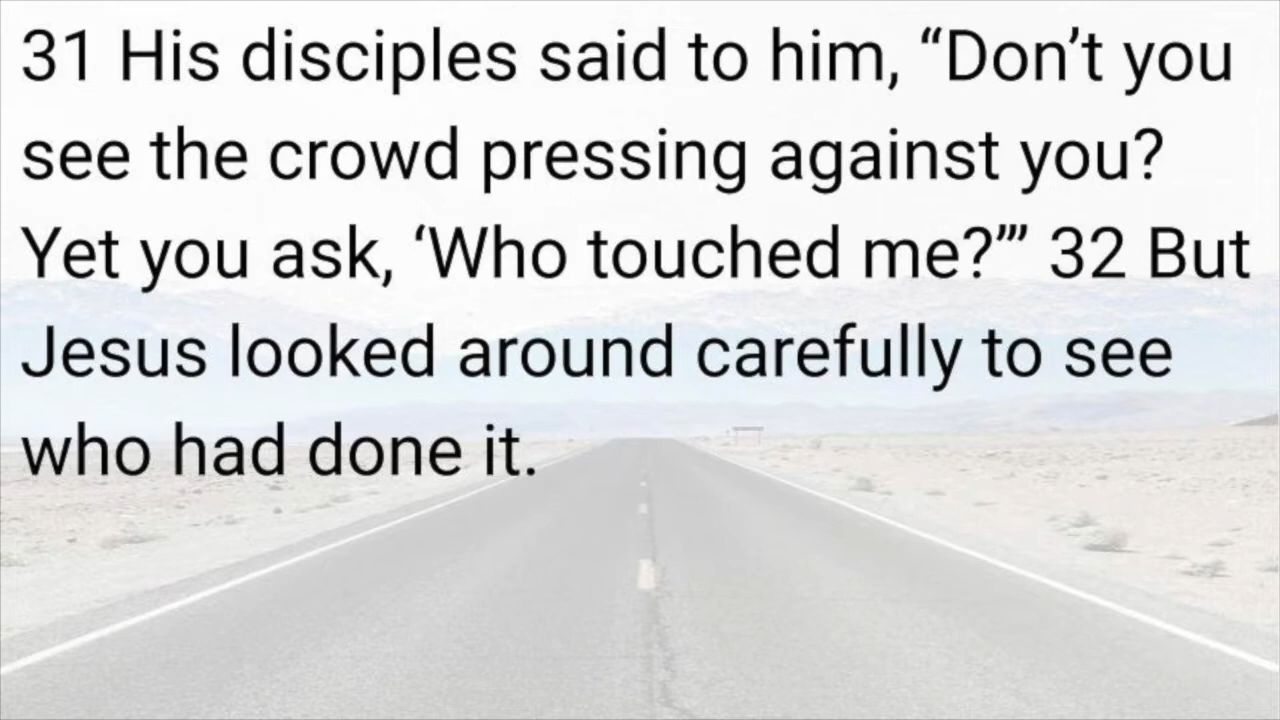 31 His disciples said to him, “Don’t you
see the crowd pressing against you?
Yet you ask, ‘Who touched me?’” 32 But
Jesus looked around carefully to see
who had done it.